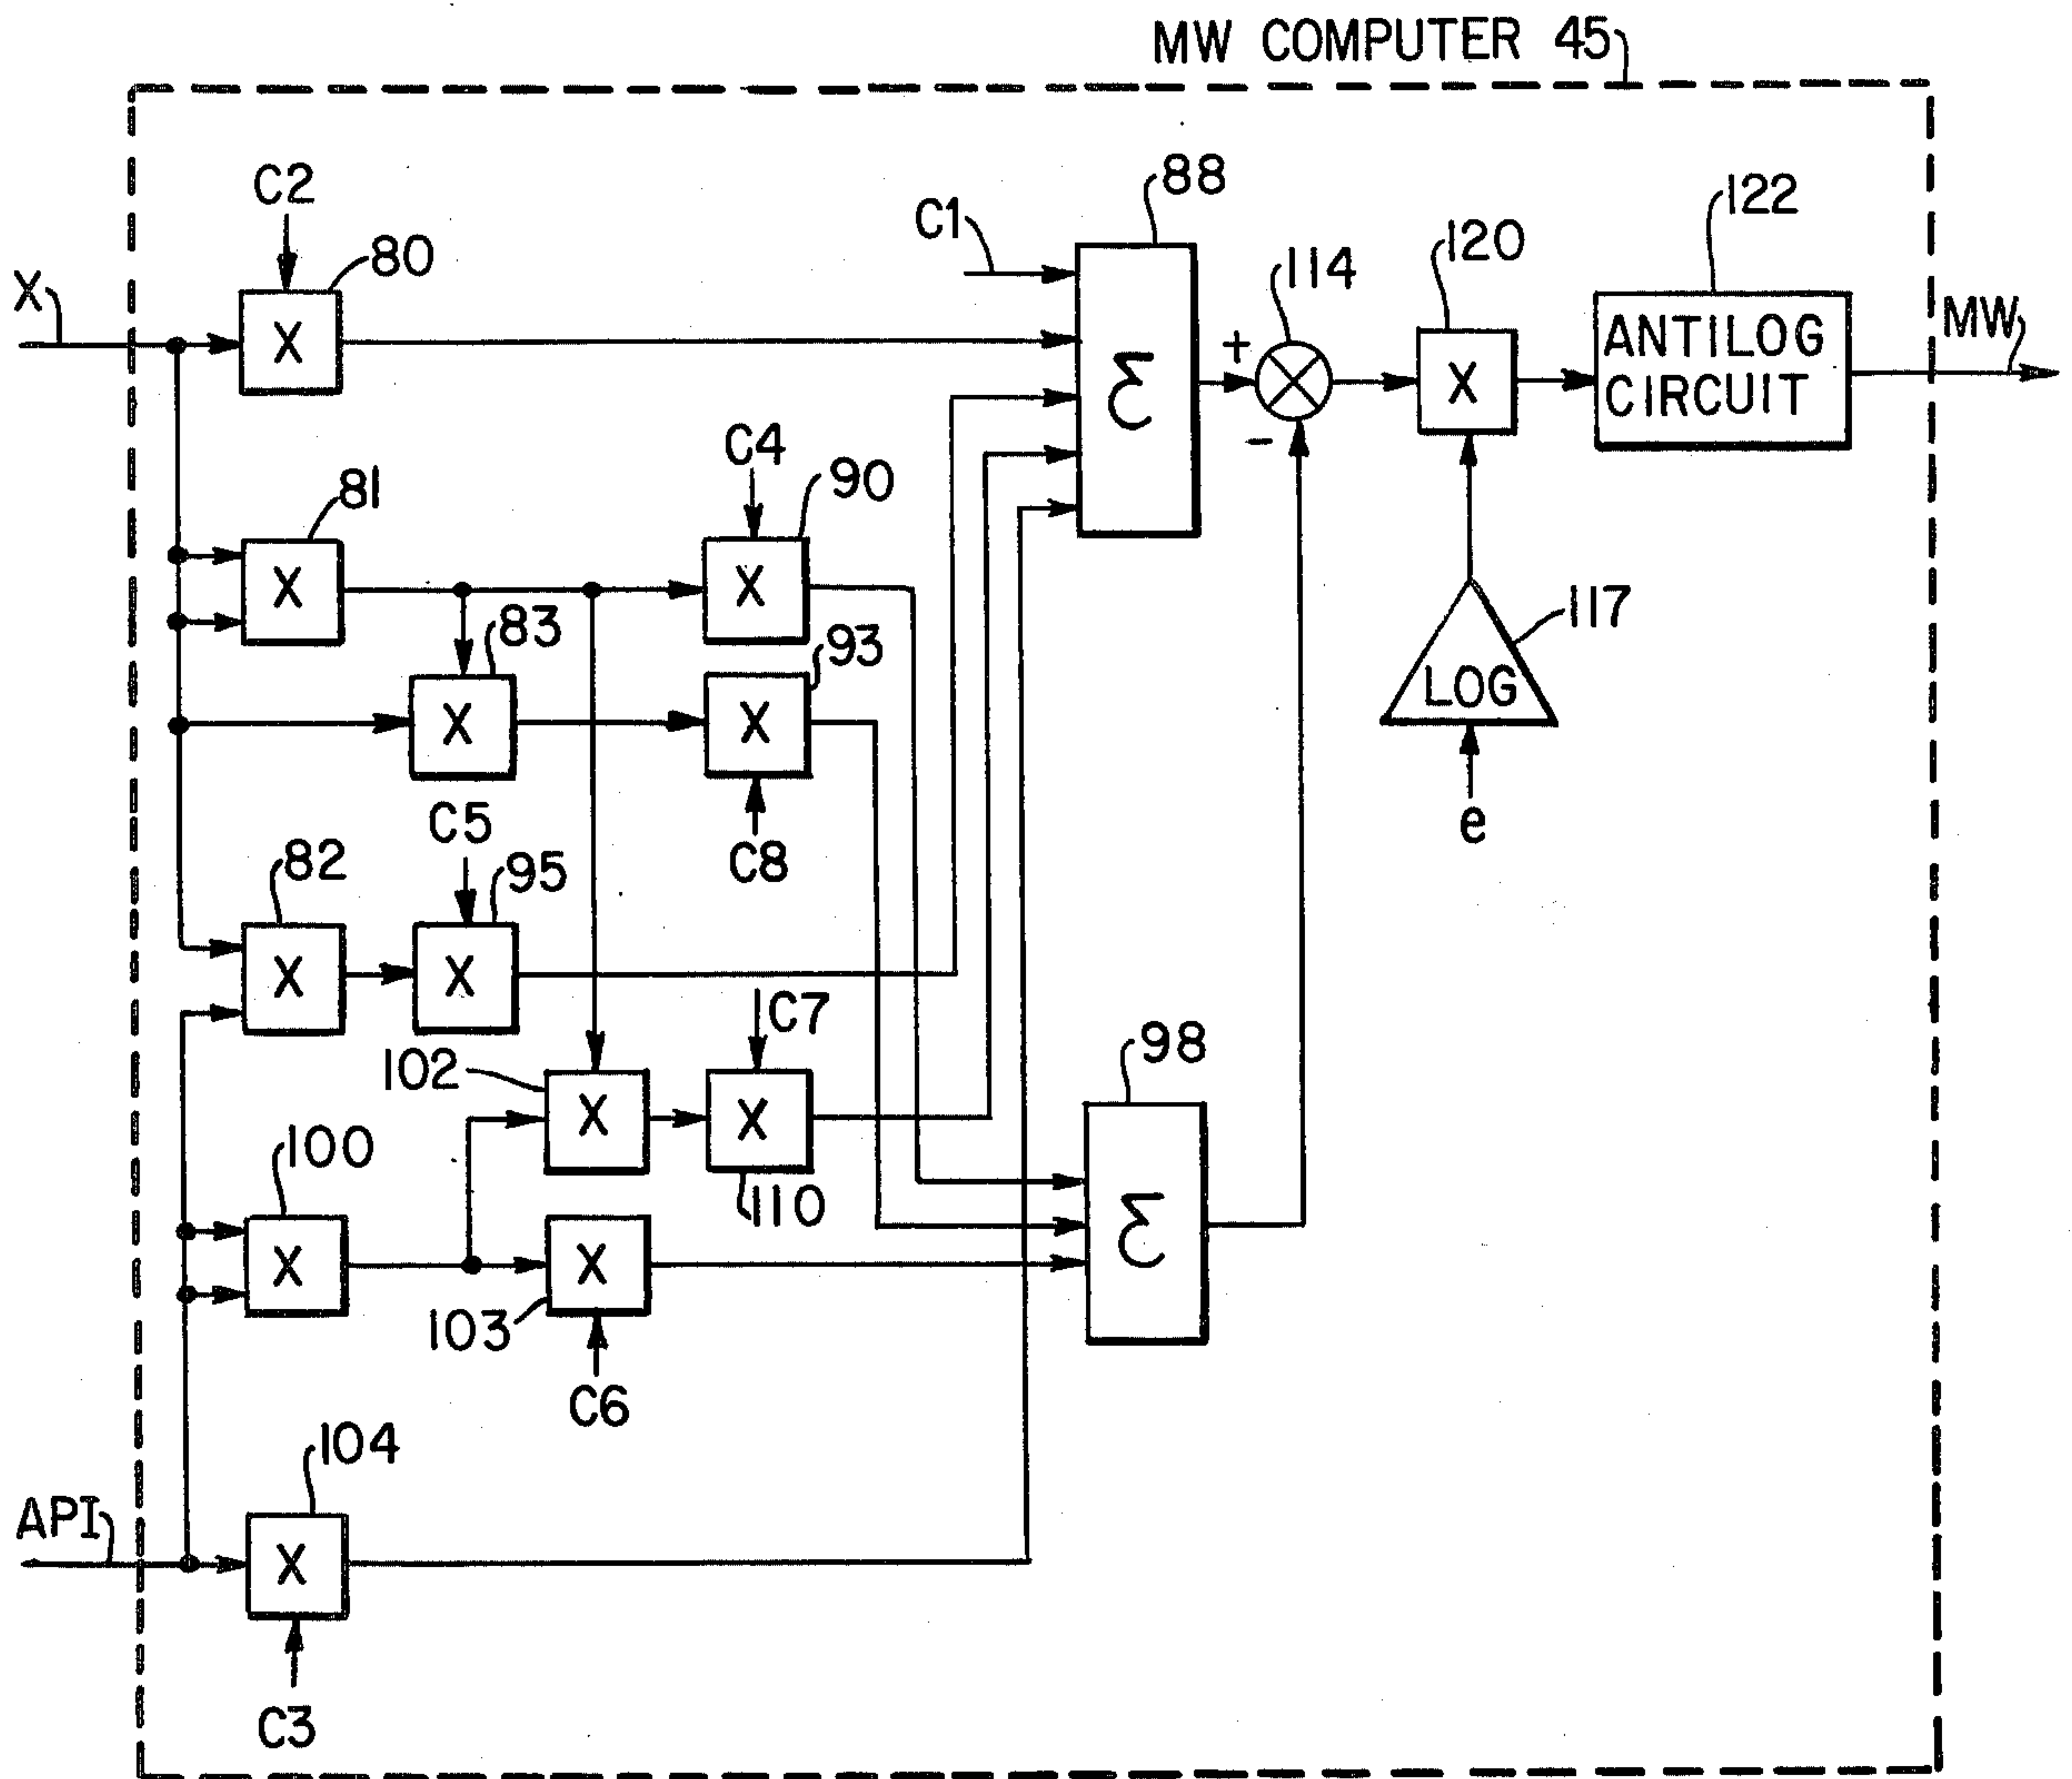 MW COMPUTER 45
C2
80
X
X
C1
88
Σ
114
+
-
120
X
122
ANTILOG
CIRCUIT
MW
81
X
C4
90
X
83
X
93
X
C8
117
LOG
e
82
X
C5
95
X
102
X
C7
X
110
98
Σ
100
X
103
X
C6
API
104
X
C3